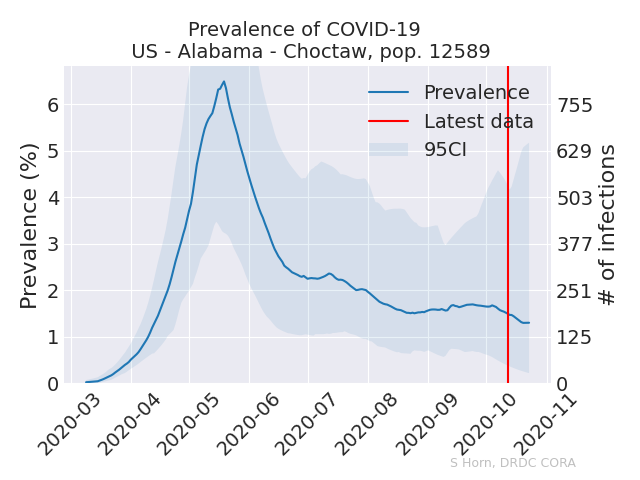 Prevalence of COVID-19
US - Alabama - Choctaw, pop. 12589
Prevalence
Latest data
95CI
Prevalence (%)
6
5
4
3
2
1
0
755
629
503
377
251
125
0
# of infections
2020-03
2020-04
2020-05
2020-06
2020-07
2020-08
2020-09
2020-10
2020-11
S Horn, DRDC CORA